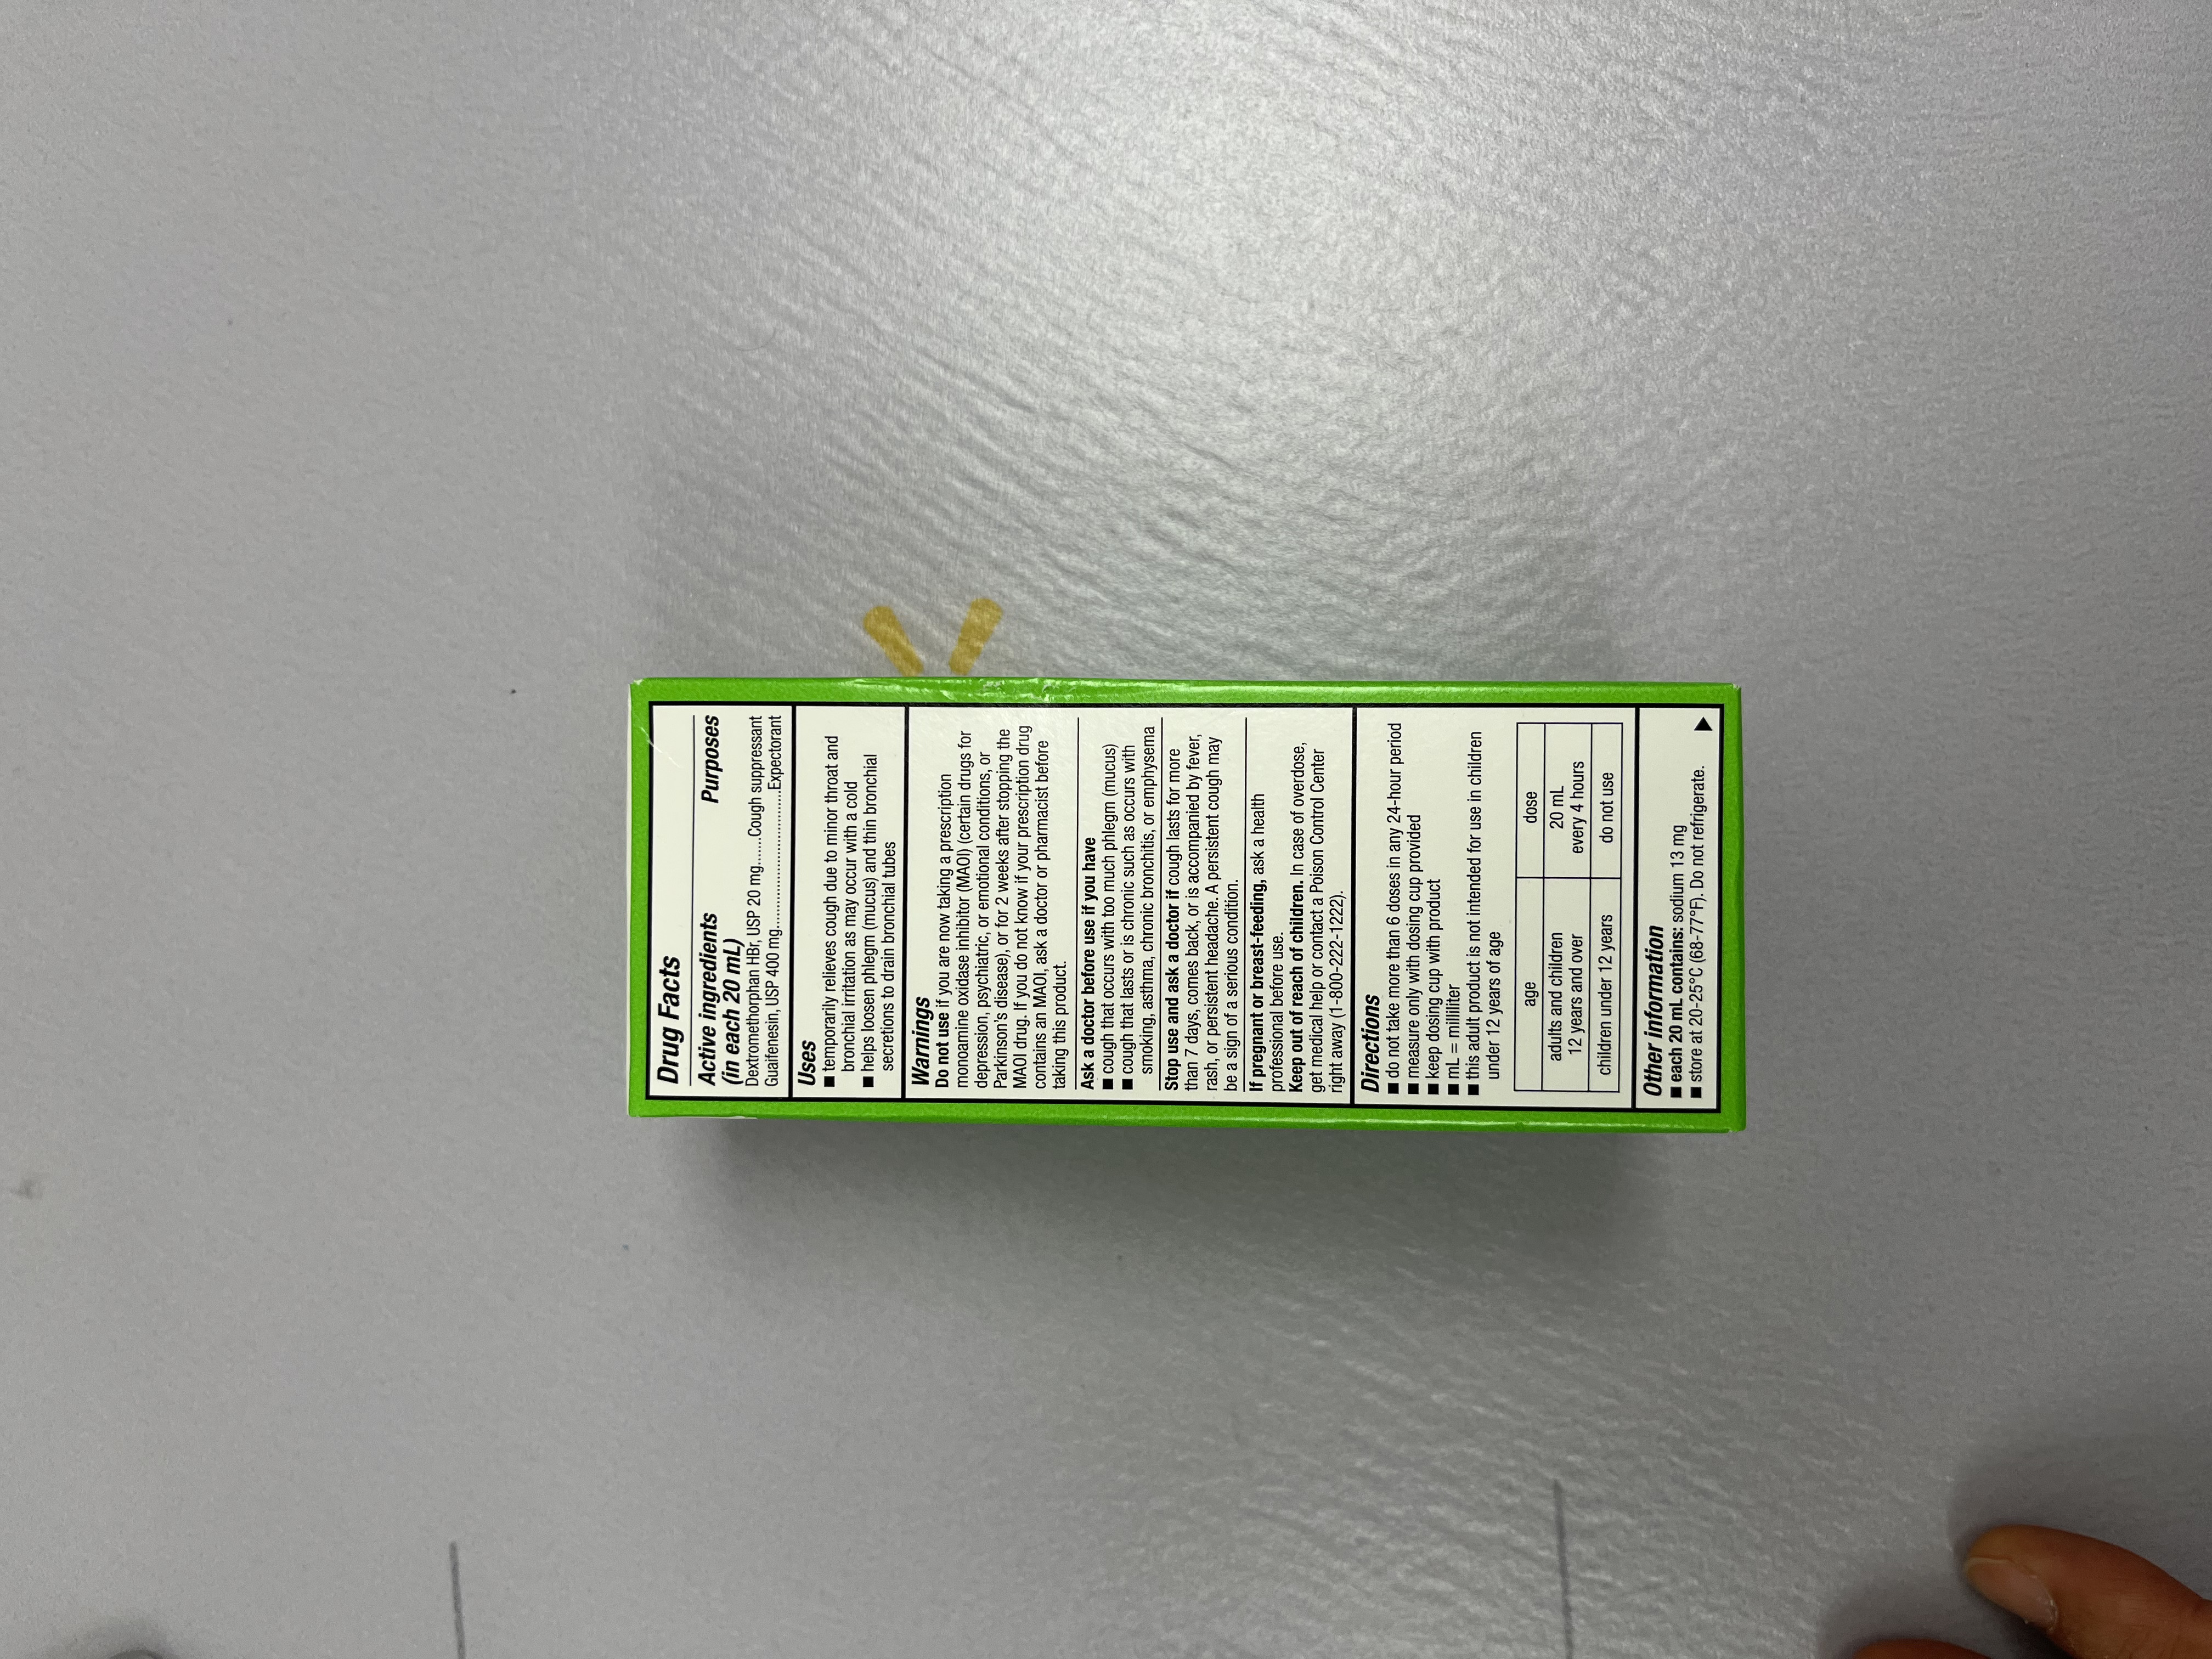 Drug Facts
Active ingredients Purposes
(in each 20 mL)
Dextromethorphan HBr, USP 20 mg.......Cough suppressant
Guaifenesin, USP 400 mg..................................Expectorant
Uses
■ temporarily relieves cough due to minor throat and
bronchial irritation as may occur with a cold
■ helps loosen phlegm (mucus) and thin bronchial
secretions to drain bronchial tubes
Warnings
Do not use if you are now taking a prescription
monoamine oxidase inhibitor (MAOI) (certain drugs for
depression, psychiatric, or emotional conditions, or
Parkinson's disease), or for 2 weeks after stopping the
MAOI drug. If you do not know if your prescription drug
contains an MAOI, ask a doctor or pharmacist before
taking this product.
Ask a doctor before use if you have
■ cough that occurs with too much phlegm (mucus)
■ cough that lasts or is chronic such as occurs with
smoking, asthma, chronic bronchitis, or emphysema
Stop use and ask a doctor if cough lasts for more
than 7 days, comes back, or is accompanied by fever,
rash, or persistent headache. A persistent cough may
be a sign of a serious condition.
If pregnant or breast-feeding, ask a health
professional before use.
Keep out of reach of children. In case of overdose,
get medical help or contact a Poison Control Center
right away (1-800-222-1222).
Directions
■ do not take more than 6 doses in any 24-hour period
■ measure only with dosing cup provided
■ keep dosing cup with product
■ mL = milliliter
■ this adult product is not intended for use in children
under 12 years of age
age dose
adults and children 20 mL
12 years and over every 4 hours
children under 12 years do not use
Other information
■ each 20 mL contains: sodium 13 mg
■ store at 20-25°C (68-77°F). Do not refrigerate.